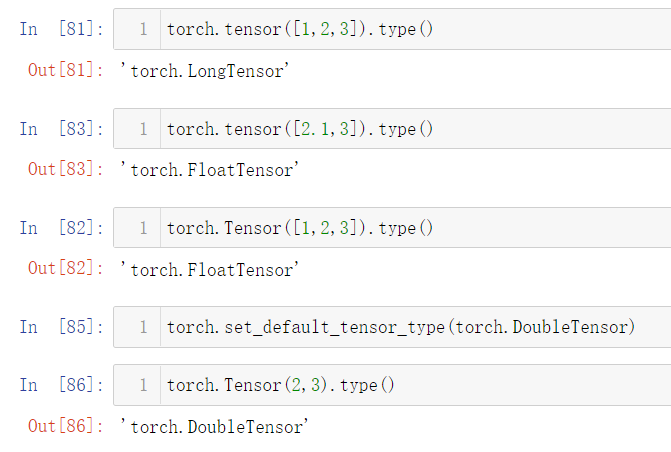 In [81]: 1 torch.tensor([1,2,3]).type()
Out[81]: 'torch.LongTensor'
In [83]: 1 torch.tensor([2.1,3]).type()
Out[83]: 'torch.FloatTensor'
In [82]: 1 torch.Tensor([1,2,3]).type()
Out[82]: 'torch.FloatTensor'
In [85]: 1 torch.set_default_tensor_type(torch.DoubleTensor)
In [86]: 1 torch.Tensor(2,3).type()
Out[86]: 'torch.DoubleTensor'